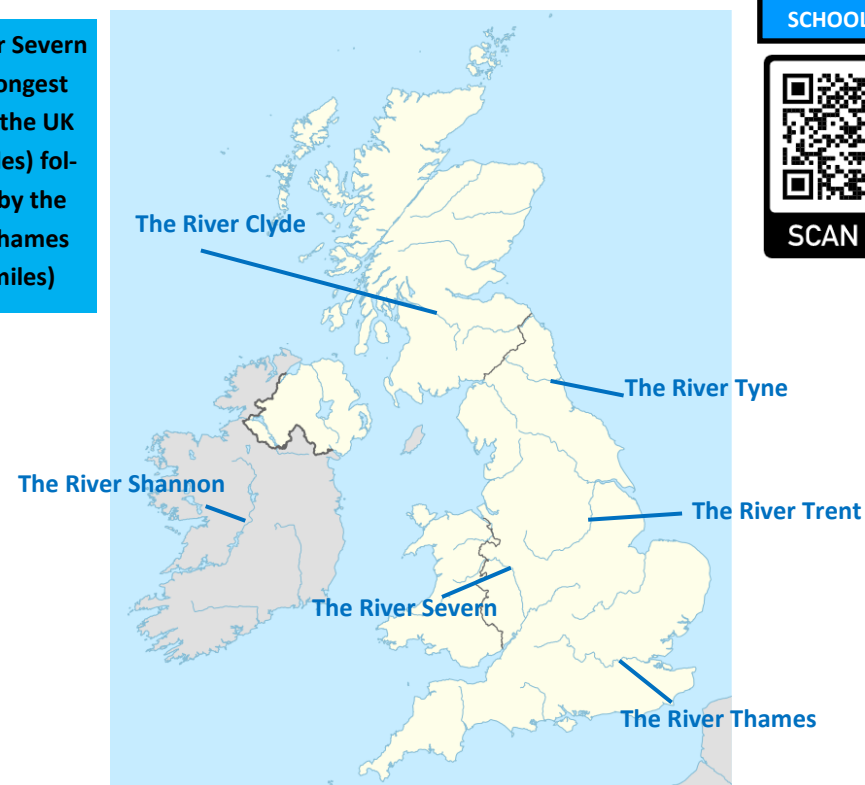 r Severn
ongest
the UK
les) fol-
by the
hames
miles)
SCHOOL
SCAN
The River Clyde
The River Tyne
The River Shannon
The River Trent
The River Severn
The River Thames